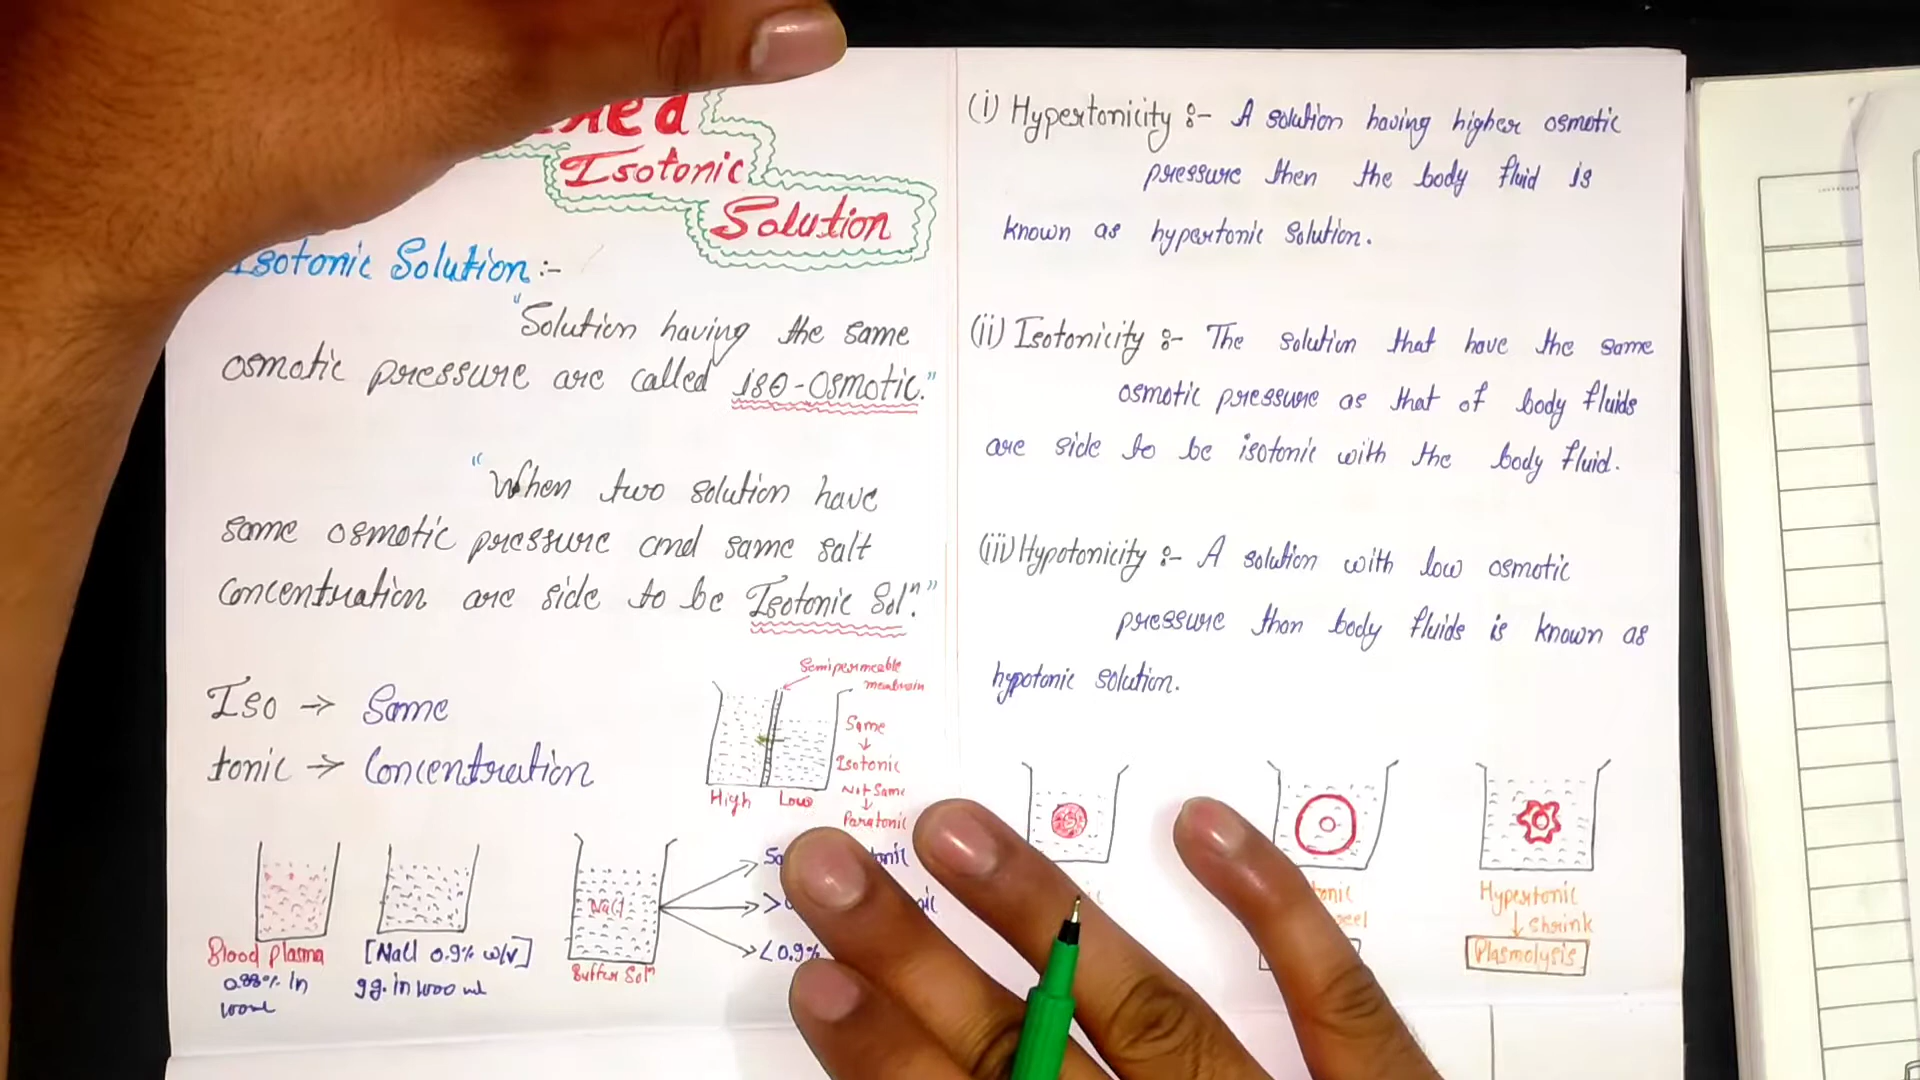 Isotonic
Solution
Isotonic Solution :-
"Solution having the same
osmotic pressure are called iso-osmotic."
"When two solution have
same osmotic pressure and same salt
concentration are side to be Isotonic Solⁿ."
Iso → Same
tonic → Concentration
Semipermeable
membrain
Same
↓
Isotonic
Not Same
↓
Paratonic
High Low
Blood plasma
0.88% in
100ml
[NaCl 0.9% w/v]
9g. in 1000 ml
NaCl
Buffer Solⁿ
>
<0.9%
(i) Hypertonicity :- A solution having higher osmotic
pressure then the body fluid is
known as hypertonic solution.
(ii) Isotonicity :- The solution that have the same
osmotic pressure as that of body fluids
are side to be isotonic with the body fluid.
(iii) Hypotonicity :- A solution with low osmotic
pressure than body fluids is known as
hypotonic solution.
Hypertonic
↓ Shrink
Plasmolysis